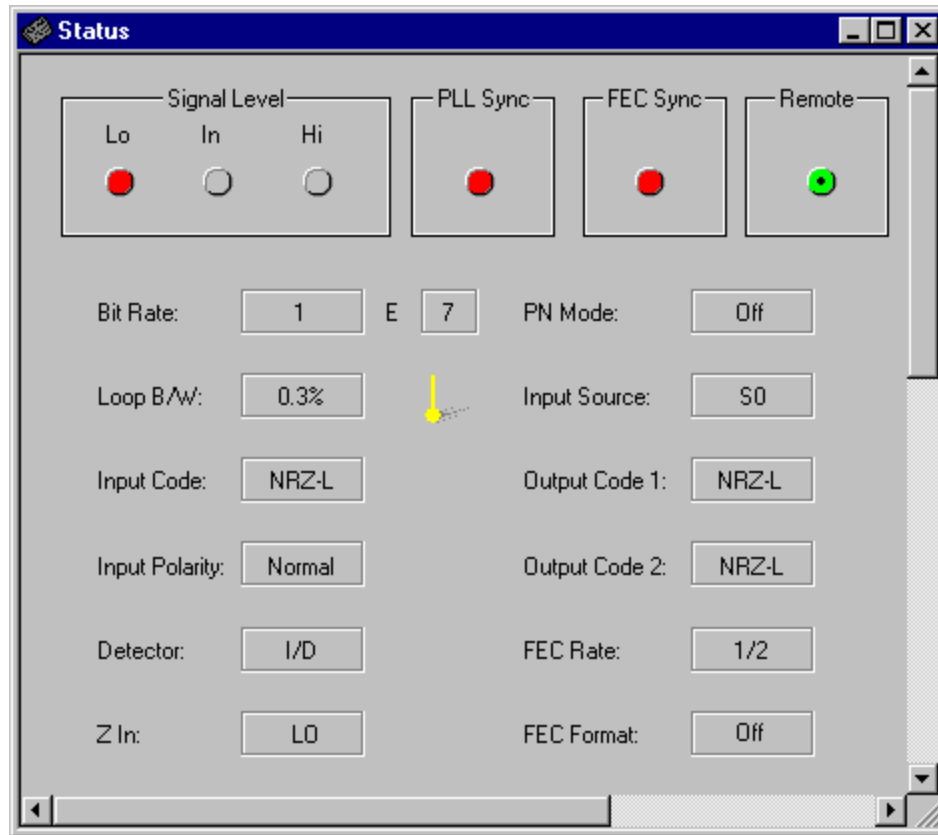 Status
Signal Level PLL Sync FEC Sync Remote
Lo In Hi
Bit Rate: 1 E 7 PN Mode: Off
Loop B/W: 0.3% Input Source: S0
Input Code: NRZ-L Output Code 1: NRZ-L
Input Polarity: Normal Output Code 2: NRZ-L
Detector: I/D FEC Rate: 1/2
Z In: LO FEC Format: Off